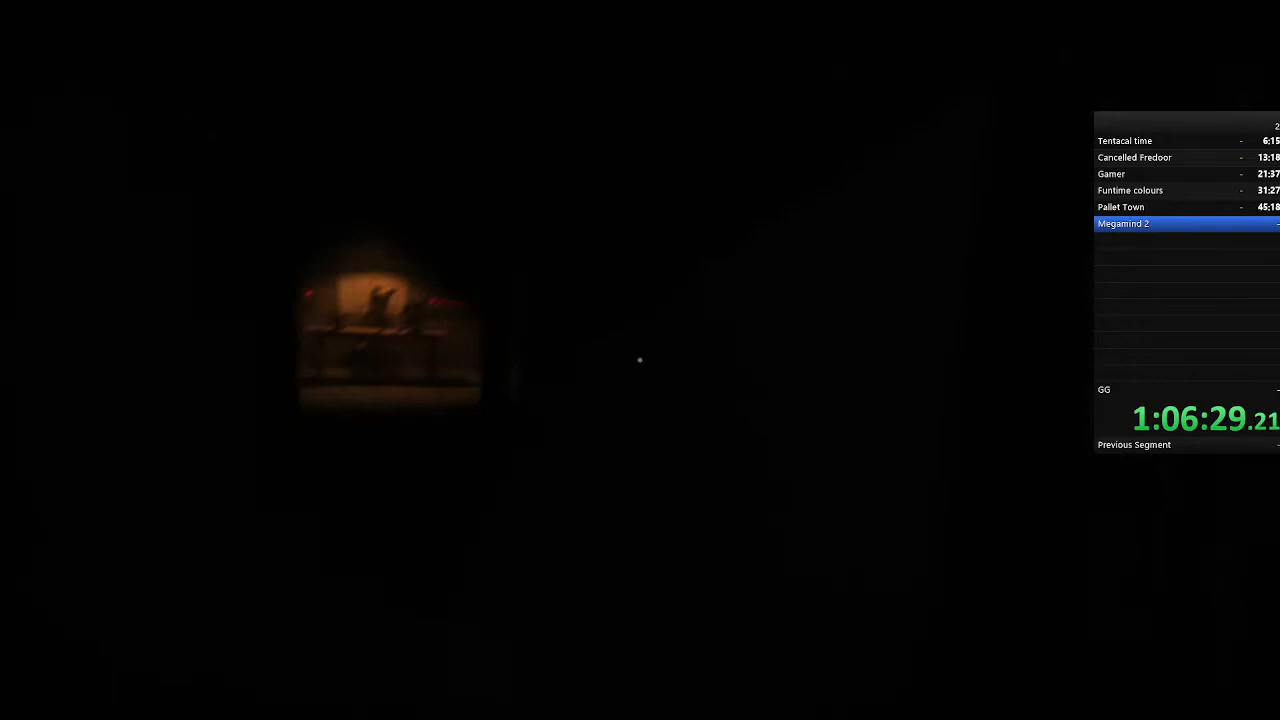 2
Tentacal time - 6:15
Cancelled Fredoor - 13:18
Gamer - 21:37
Funtime colours - 31:27
Pallet Town - 45:18
Megamind 2 -
GG -
1:06:29.21
Previous Segment -